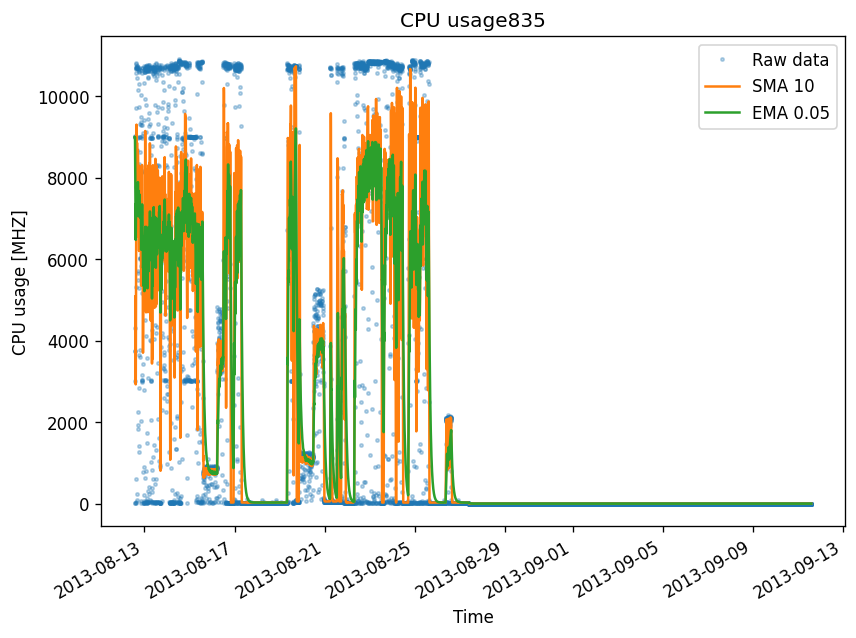 CPU usage835
Raw data
SMA 10
EMA 0.05
CPU usage [MHZ]
10000
8000
6000
4000
2000
0
2013-08-13
2013-08-17
2013-08-21
2013-08-25
2013-08-29
2013-09-01
2013-09-05
2013-09-09
2013-09-13
Time